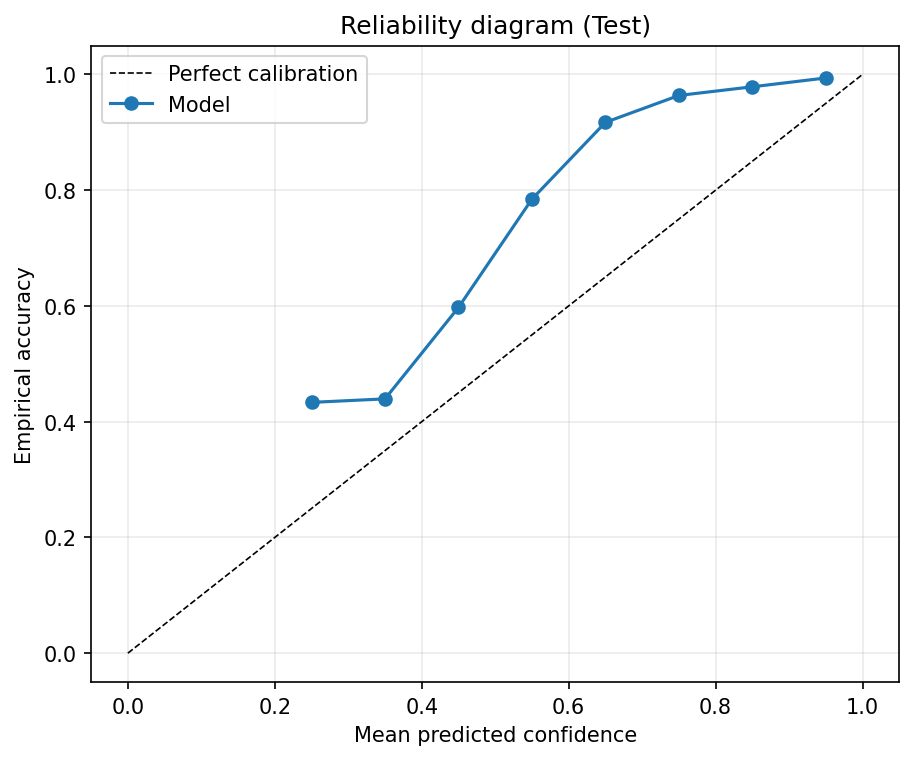 Reliability diagram (Test)
Perfect calibration
Model
1.0
0.8
0.6
0.4
0.2
0.0
Empirical accuracy
0.0 0.2 0.4 0.6 0.8 1.0
Mean predicted confidence